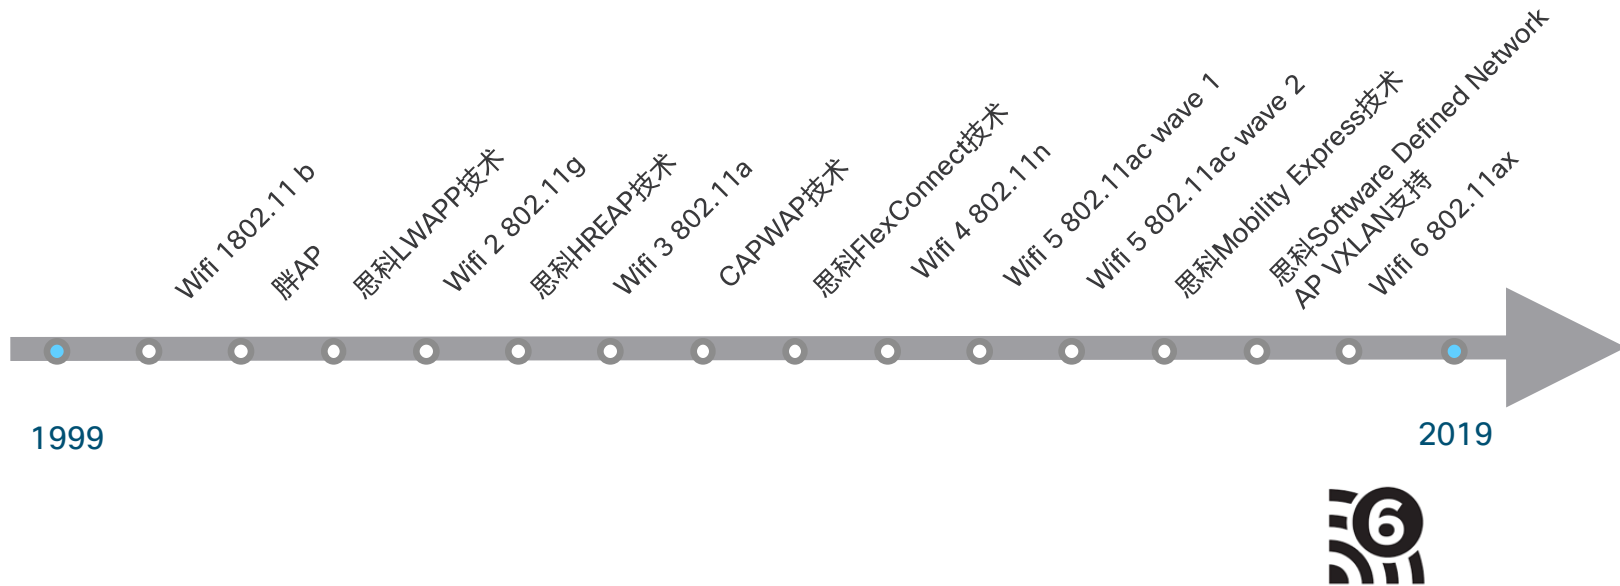 Wifi 1802.11 b
胖AP
思科LWAPP技术
Wifi 2 802.11g
思科HREAP技术
Wifi 3 802.11a
CAPWAP技术
思科FlexConnect技术
Wifi 4 802.11n
Wifi 5 802.11ac wave 1
Wifi 5 802.11ac wave 2
思科Mobility Express技术
思科Software Defined Network
AP VXLAN支持
Wifi 6 802.11ax
1999
2019
6